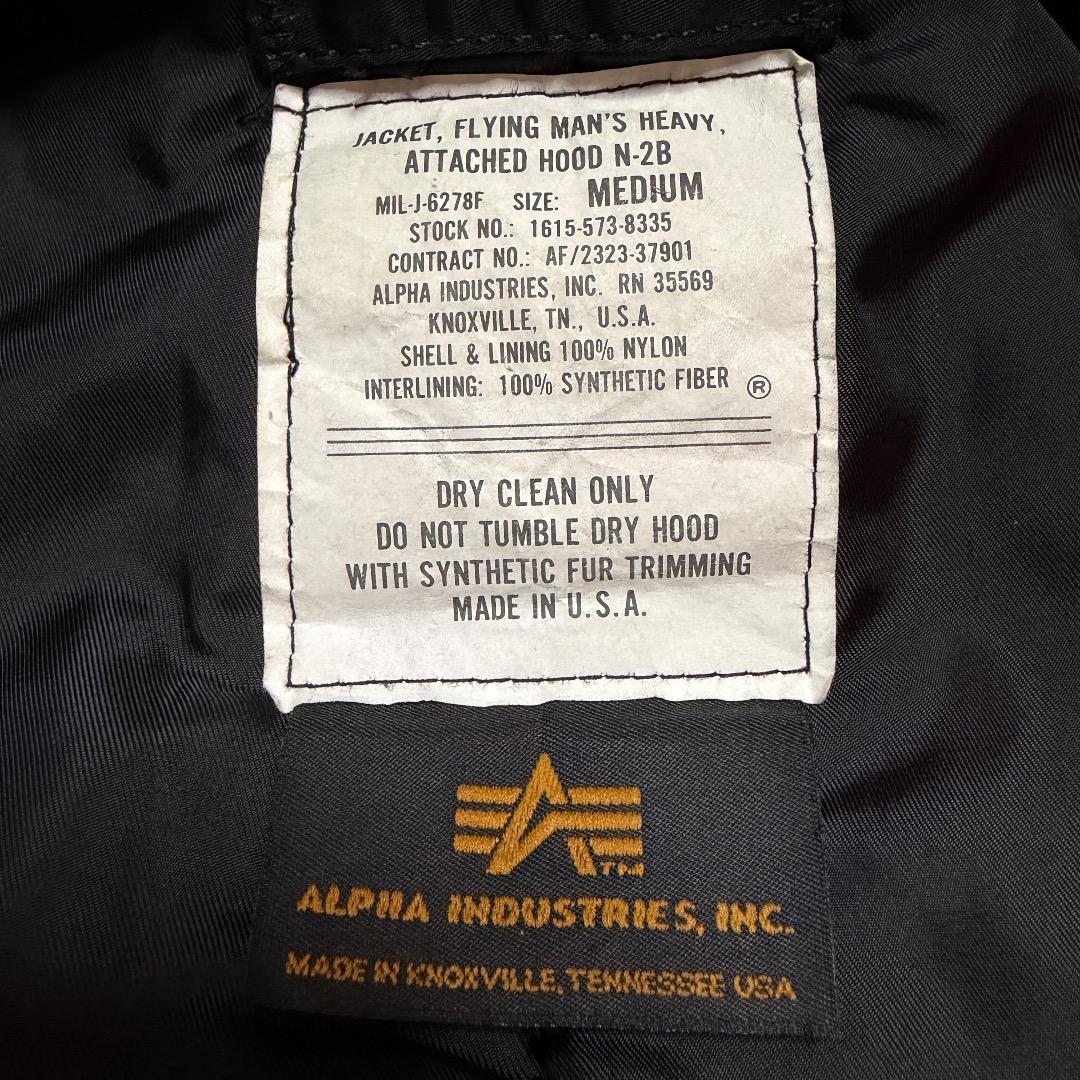 JACKET, FLYING MAN'S HEAVY,
ATTACHED HOOD N-2B
MIL-J-6278F SIZE: MEDIUM
STOCK NO.: 1615-573-8335
CONTRACT NO.: AF/2323-37901
ALPHA INDUSTRIES, INC. RN 35569
KNOXVILLE, TN., U.S.A.
SHELL & LINING 100% NYLON
INTERLINING: 100% SYNTHETIC FIBER ®
DRY CLEAN ONLY
DO NOT TUMBLE DRY HOOD
WITH SYNTHETIC FUR TRIMMING
MADE IN U.S.A.
TM
ALPHA INDUSTRIES, INC.
MADE IN KNOXVILLE, TENNESSEE USA